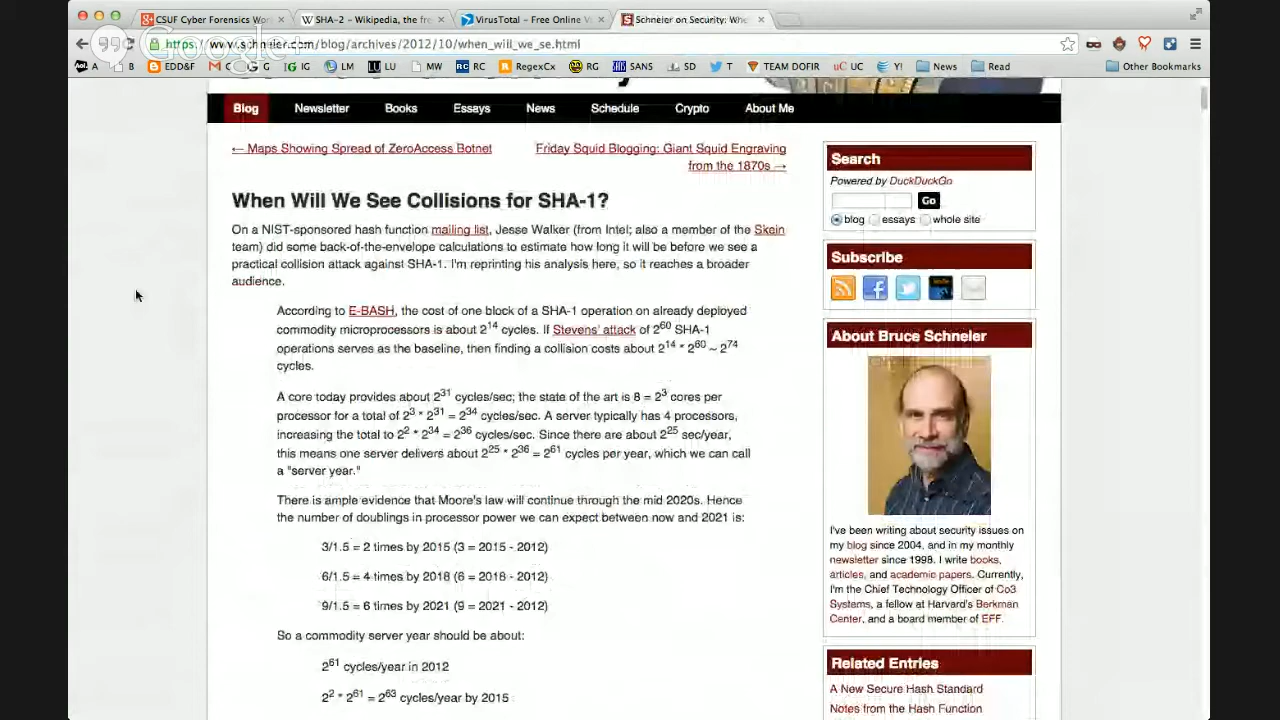 CSUF Cyber Forensics Wor
SHA-2 – Wikipedia, the fre
VirusTotal – Free Online V
Schneier on Security: Whe
Google+
https://www.schneier.com/blog/archives/2012/10/when_will_we_se.html
AOL A
B
EDD&F
G
G
IG
LM
LU
MW
RC
RegexCx
RG
SANS
SD
T
TEAM DOFIR
UC
Y!
News
Read
Other Bookmarks
Blog
Newsletter
Books
Essays
News
Schedule
Crypto
About Me
← Maps Showing Spread of ZeroAccess Botnet
Friday Squid Blogging: Giant Squid Engraving
from the 1870s →
When Will We See Collisions for SHA-1?
On a NIST-sponsored hash function mailing list, Jesse Walker (from Intel; also a member of the Skein
team) did some back-of-the-envelope calculations to estimate how long it will be before we see a
practical collision attack against SHA-1. I'm reprinting his analysis here, so it reaches a broader
audience.
According to E-BASH, the cost of one block of a SHA-1 operation on already deployed
commodity microprocessors is about 2^14 cycles. If Stevens' attack of 2^60 SHA-1
operations serves as the baseline, then finding a collision costs about 2^14 * 2^60 ~ 2^74
cycles.
A core today provides about 2^31 cycles/sec; the state of the art is 8 = 2^3 cores per
processor for a total of 2^3 * 2^31 = 2^34 cycles/sec. A server typically has 4 processors,
increasing the total to 2^2 * 2^34 = 2^36 cycles/sec. Since there are about 2^25 sec/year,
this means one server delivers about 2^25 * 2^36 = 2^61 cycles per year, which we can call
a "server year."
There is ample evidence that Moore's law will continue through the mid 2020s. Hence
the number of doublings in processor power we can expect between now and 2021 is:
3/1.5 = 2 times by 2015 (3 = 2015 - 2012)
6/1.5 = 4 times by 2018 (6 = 2018 - 2012)
9/1.5 = 6 times by 2021 (9 = 2021 - 2012)
So a commodity server year should be about:
2^61 cycles/year in 2012
2^2 * 2^61 = 2^63 cycles/year by 2015
Search
Powered by DuckDuckGo
Go
blog
essays
whole site
Subscribe
About Bruce Schneier
I've been writing about security issues on
my blog since 2004, and in my monthly
newsletter since 1998. I write books,
articles, and academic papers. Currently,
I'm the Chief Technology Officer of Co3
Systems, a fellow at Harvard's Berkman
Center, and a board member of EFF.
Related Entries
A New Secure Hash Standard
Notes from the Hash Function